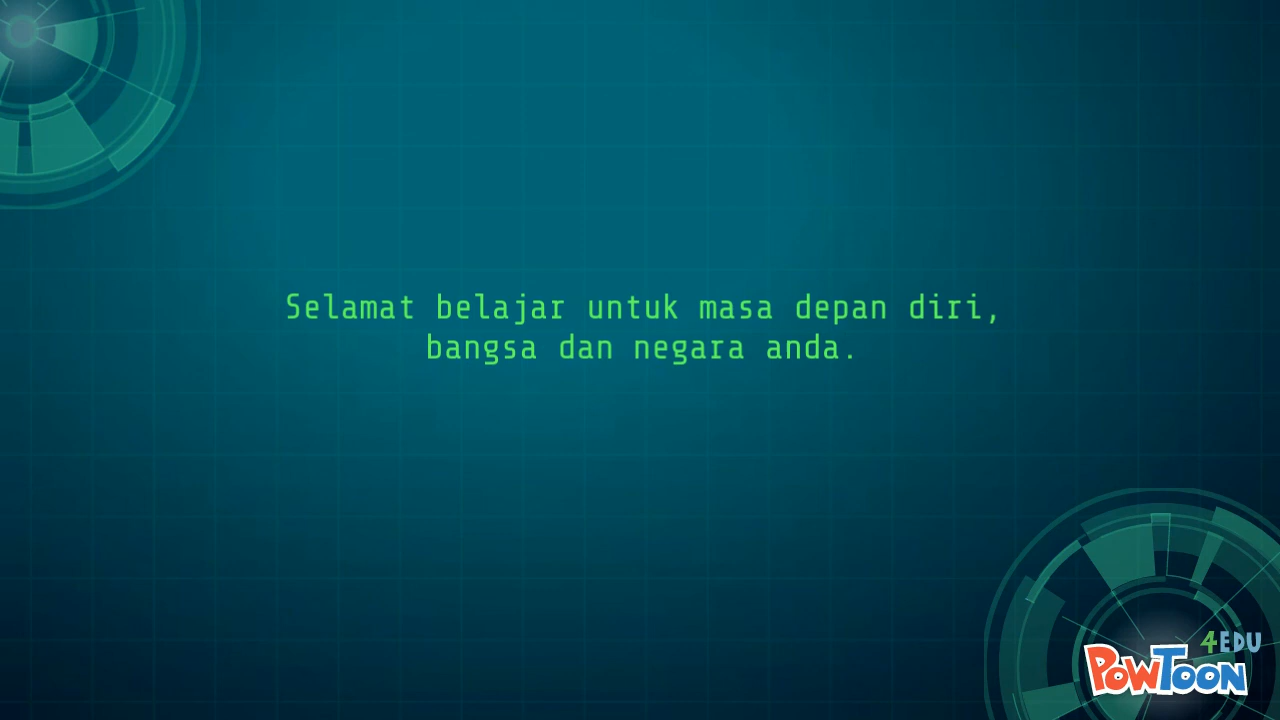 Selamat belajar untuk masa depan diri,
bangsa dan negara anda.
4EDU
POWTOON